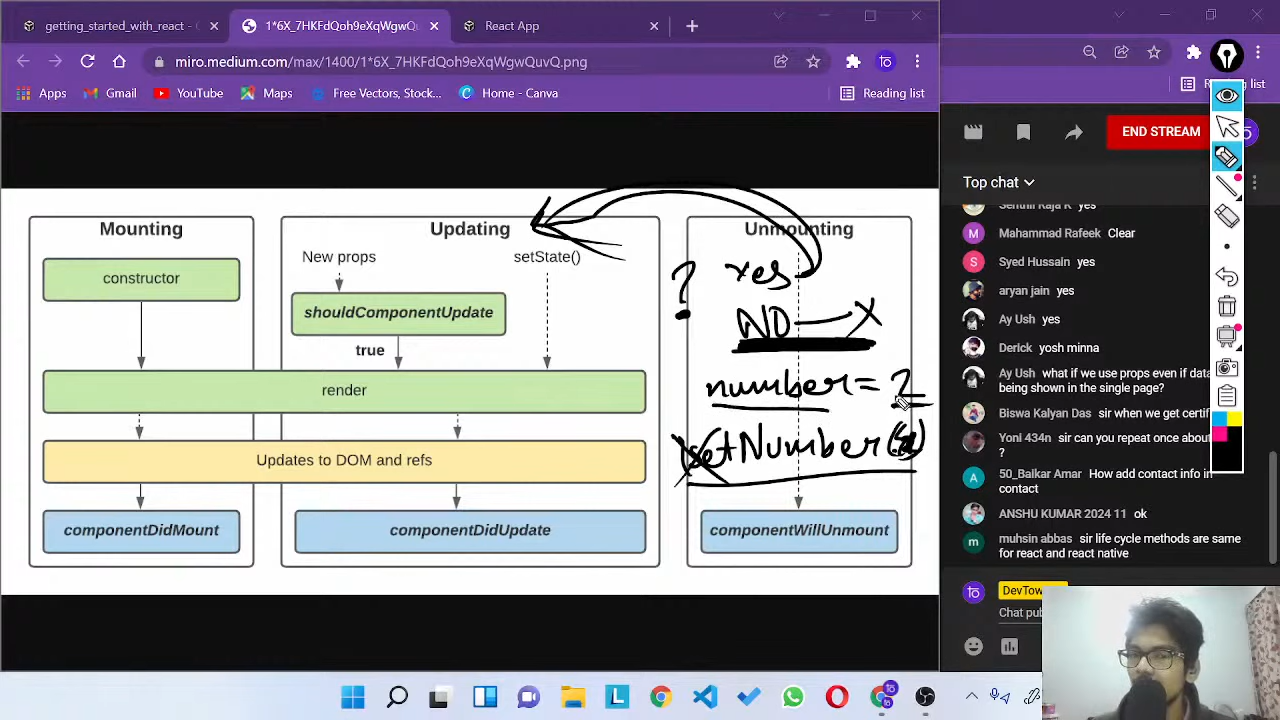 getting_started_with_react - (
1*6X_7HKFdQoh9eXqWgwQu
React App
miro.medium.com/max/1400/1*6X_7HKFdQoh9eXqWgwQuvQ.png
Apps
Gmail
YouTube
Maps
Free Vectors, Stock...
Home - Canva
Reading list
Mounting
constructor
Updating
New props
setState()
shouldComponentUpdate
true
Unmounting
?
Yes
NO — X
number = 2
setNumber( )
render
Updates to DOM and refs
componentDidMount
componentDidUpdate
componentWillUnmount
END STREAM
Top chat
Senthil Raja K yes
Mahammad Rafeek Clear
Syed Hussain yes
aryan jain yes
Ay Ush yes
Derick yosh minna
Ay Ush what if we use props even if data
being shown in the single page?
Biswa Kalyan Das sir when we get certif
Yoni 434n sir can you repeat once about
?
50_Balkar Amar How add contact info in
contact
ANSHU KUMAR 2024 11 ok
muhsin abbas sir life cycle methods are same
for react and react native
DevTow
Chat pub